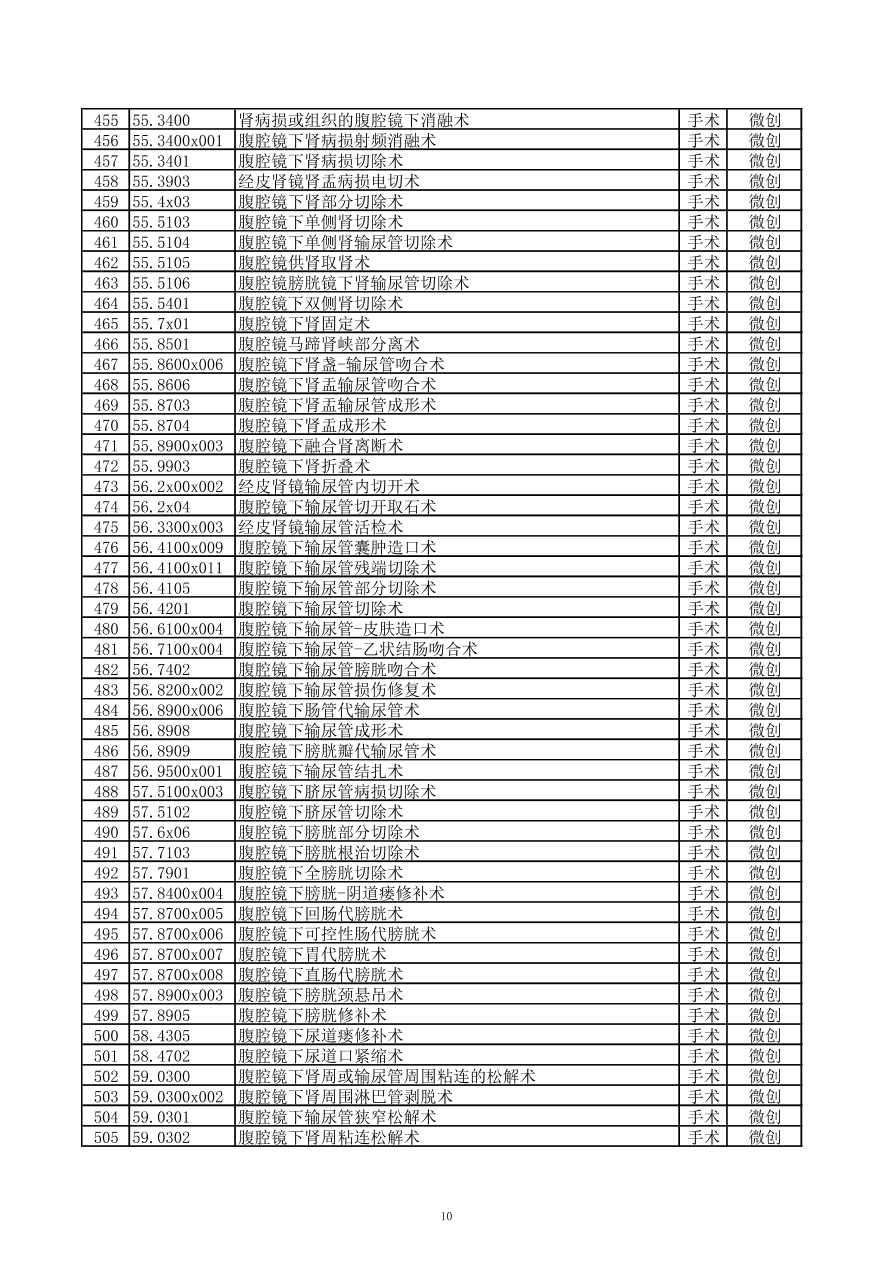 455 55.3400 肾病损或组织的腹腔镜下消融术 手术 微创
456 55.3400x001 腹腔镜下肾病损射频消融术 手术 微创
457 55.3401 腹腔镜下肾病损切除术 手术 微创
458 55.3903 经皮肾镜肾盂病损电切术 手术 微创
459 55.4x03 腹腔镜下肾部分切除术 手术 微创
460 55.5103 腹腔镜下单侧肾切除术 手术 微创
461 55.5104 腹腔镜下单侧肾输尿管切除术 手术 微创
462 55.5105 腹腔镜供肾取肾术 手术 微创
463 55.5106 腹腔镜膀胱镜下肾输尿管切除术 手术 微创
464 55.5401 腹腔镜下双侧肾切除术 手术 微创
465 55.7x01 腹腔镜下肾固定术 手术 微创
466 55.8501 腹腔镜马蹄肾峡部分离术 手术 微创
467 55.8600x006 腹腔镜下肾盏-输尿管吻合术 手术 微创
468 55.8606 腹腔镜下肾盂输尿管吻合术 手术 微创
469 55.8703 腹腔镜下肾盂输尿管成形术 手术 微创
470 55.8704 腹腔镜下肾盂成形术 手术 微创
471 55.8900x003 腹腔镜下融合肾离断术 手术 微创
472 55.9903 腹腔镜下肾折叠术 手术 微创
473 56.2x00x002 经皮肾镜输尿管内切开术 手术 微创
474 56.2x04 腹腔镜下输尿管切开取石术 手术 微创
475 56.3300x003 经皮肾镜输尿管活检术 手术 微创
476 56.4100x009 腹腔镜下输尿管囊肿造口术 手术 微创
477 56.4100x011 腹腔镜下输尿管残端切除术 手术 微创
478 56.4105 腹腔镜下输尿管部分切除术 手术 微创
479 56.4201 腹腔镜下输尿管切除术 手术 微创
480 56.6100x004 腹腔镜下输尿管-皮肤造口术 手术 微创
481 56.7100x004 腹腔镜下输尿管-乙状结肠吻合术 手术 微创
482 56.7402 腹腔镜下输尿管膀胱吻合术 手术 微创
483 56.8200x002 腹腔镜下输尿管损伤修复术 手术 微创
484 56.8900x006 腹腔镜下肠管代输尿管术 手术 微创
485 56.8908 腹腔镜下输尿管成形术 手术 微创
486 56.8909 腹腔镜下膀胱瓣代输尿管术 手术 微创
487 56.9500x001 腹腔镜下输尿管结扎术 手术 微创
488 57.5100x003 腹腔镜下脐尿管病损切除术 手术 微创
489 57.5102 腹腔镜下脐尿管切除术 手术 微创
490 57.6x06 腹腔镜下膀胱部分切除术 手术 微创
491 57.7103 腹腔镜下膀胱根治切除术 手术 微创
492 57.7901 腹腔镜下全膀胱切除术 手术 微创
493 57.8400x004 腹腔镜下膀胱-阴道瘘修补术 手术 微创
494 57.8700x005 腹腔镜下回肠代膀胱术 手术 微创
495 57.8700x006 腹腔镜下可控性肠代膀胱术 手术 微创
496 57.8700x007 腹腔镜下胃代膀胱术 手术 微创
497 57.8700x008 腹腔镜下直肠代膀胱术 手术 微创
498 57.8900x003 腹腔镜下膀胱颈悬吊术 手术 微创
499 57.8905 腹腔镜下膀胱修补术 手术 微创
500 58.4305 腹腔镜下尿道瘘修补术 手术 微创
501 58.4702 腹腔镜下尿道口紧缩术 手术 微创
502 59.0300 腹腔镜下肾周或输尿管周围粘连的松解术 手术 微创
503 59.0300x002 腹腔镜下肾周围淋巴管剥脱术 手术 微创
504 59.0301 腹腔镜下输尿管狭窄松解术 手术 微创
505 59.0302 腹腔镜下肾周粘连松解术 手术 微创
10